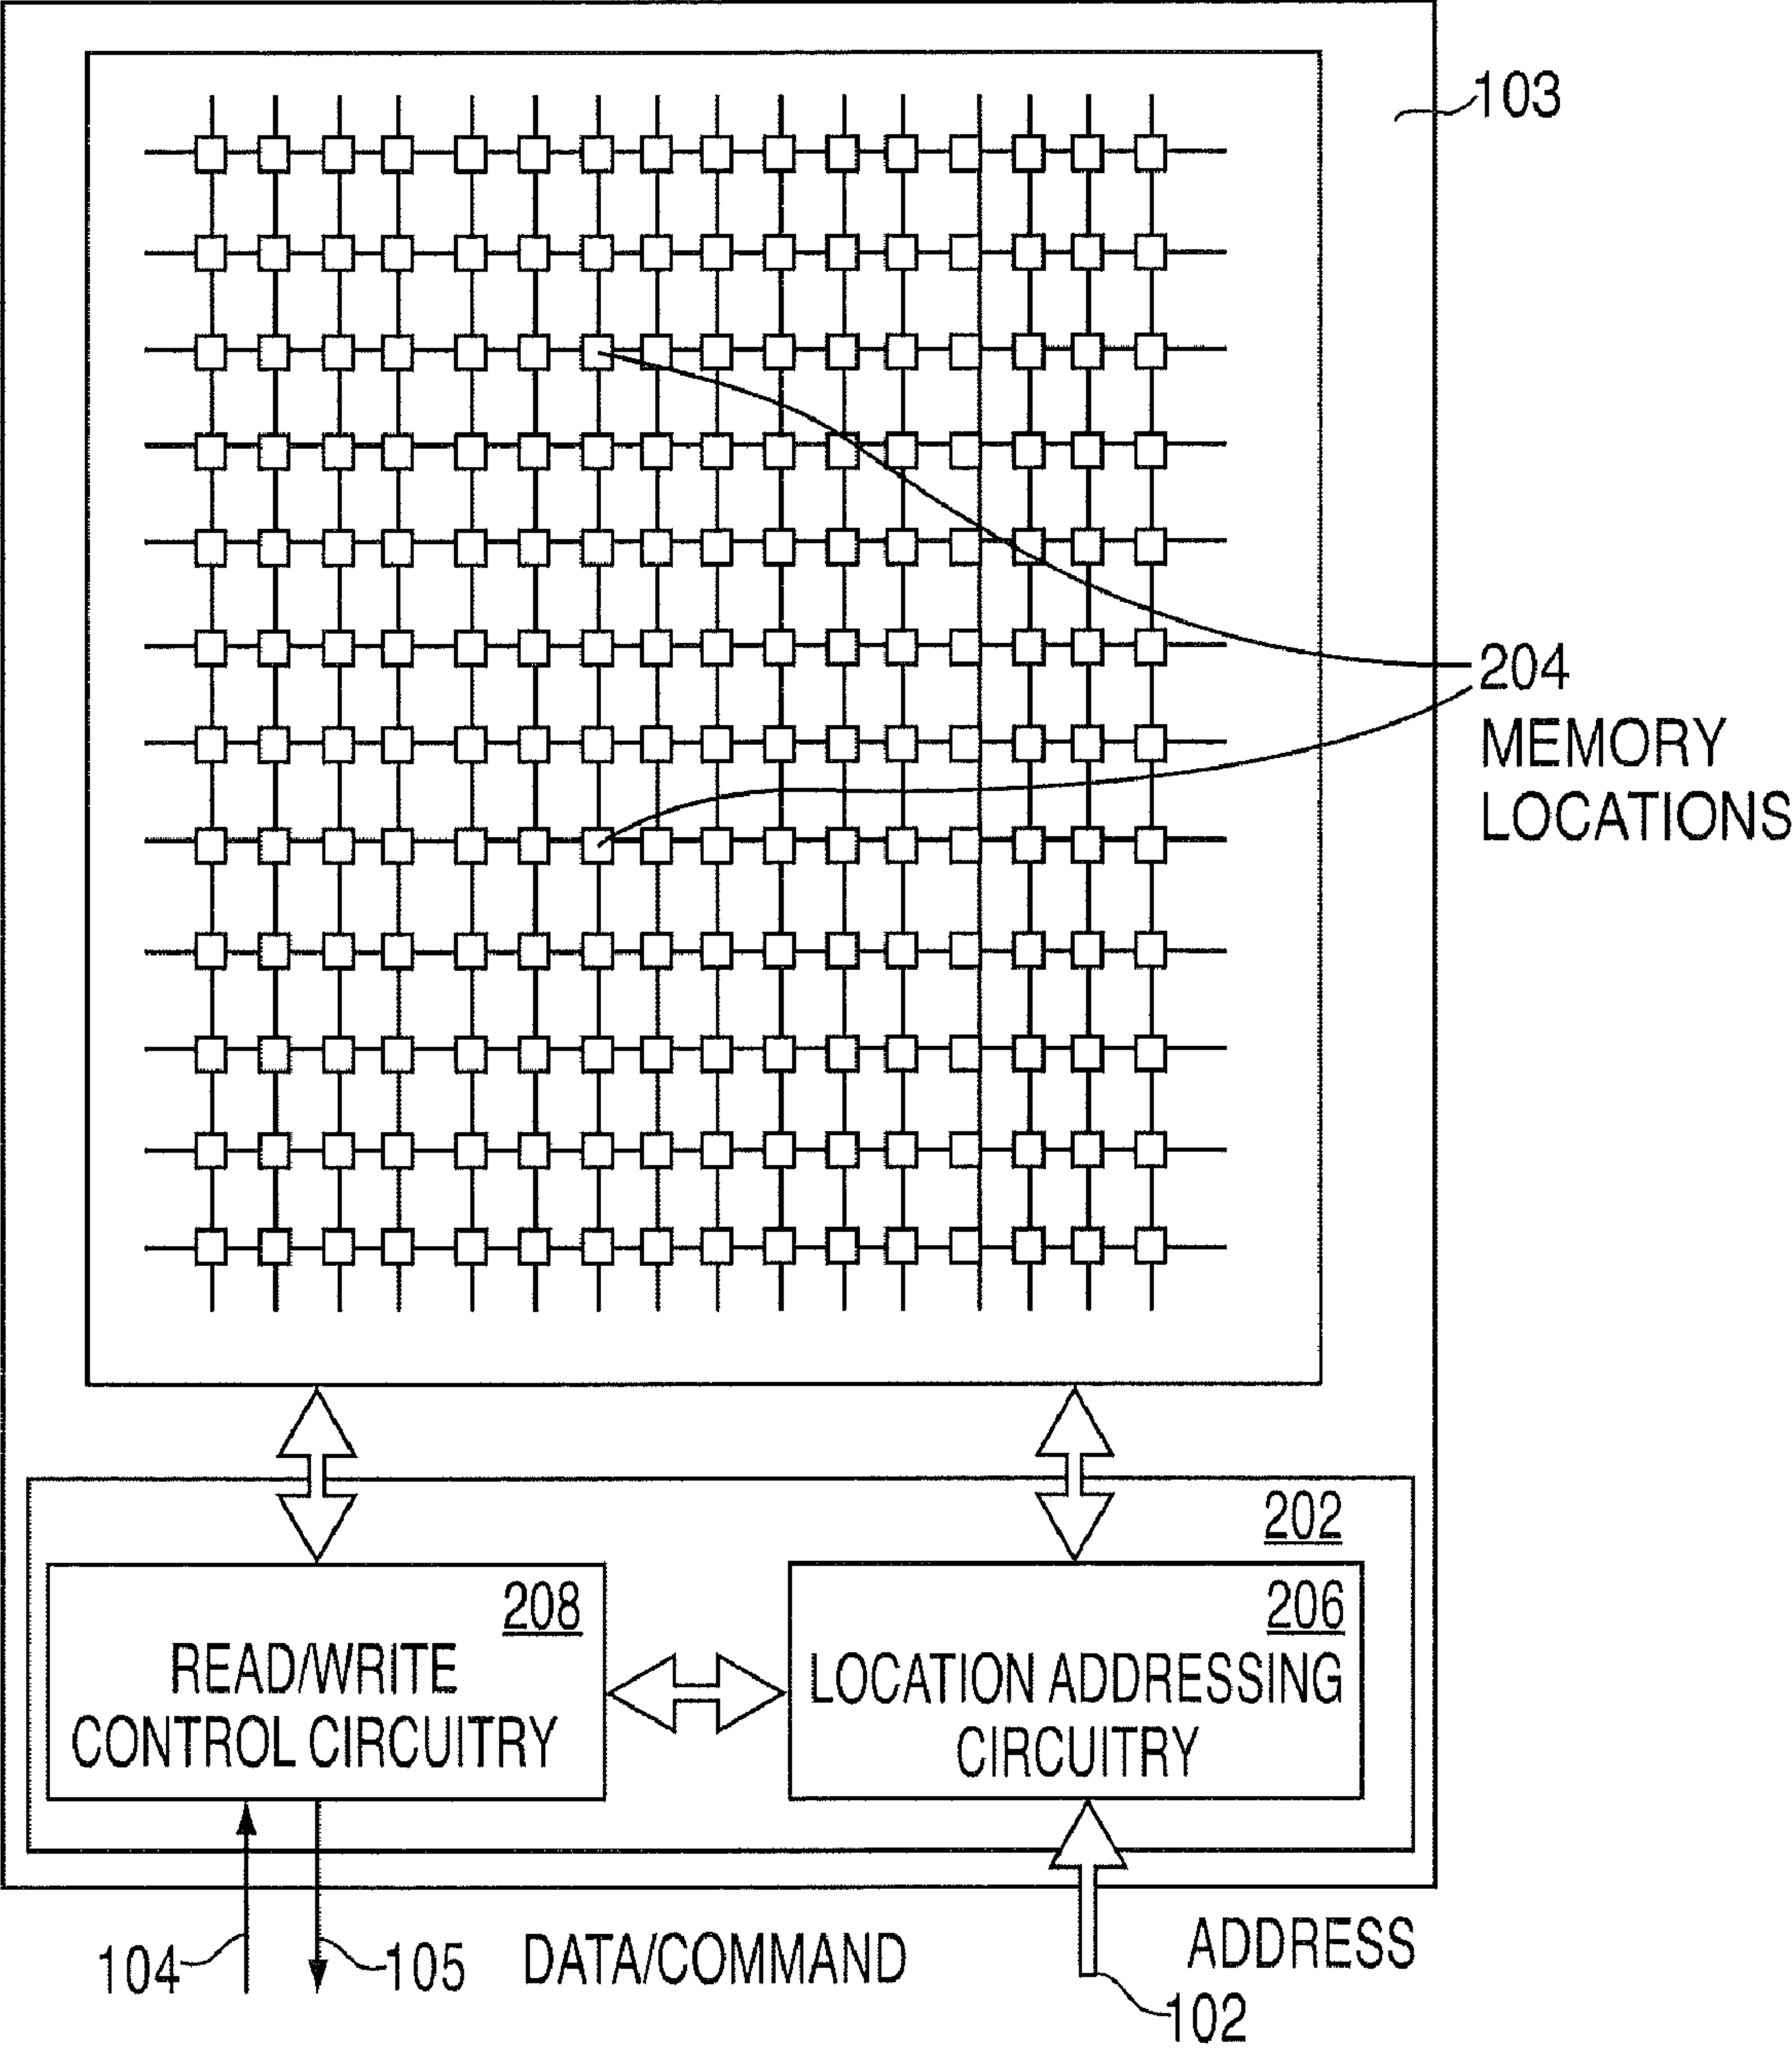 103
204
MEMORY
LOCATIONS
202
208
READ/WRITE
CONTROL CIRCUITRY
206
LOCATION ADDRESSING
CIRCUITRY
104
105
DATA/COMMAND
ADDRESS
102